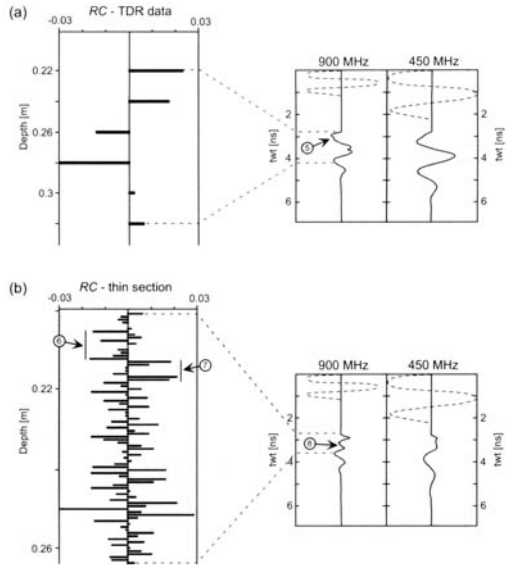 (a)
RC - TDR data
-0.03 0.03
0.22
0.26
0.3
Depth [m]
900 MHz 450 MHz
2 2
4 4
6 6
twt [ns] twt [ns]
5
(b)
RC - thin section
-0.03 0.03
6
7
0.22
0.26
Depth [m]
900 MHz 450 MHz
2 2
4 4
6 6
twt [ns] twt [ns]